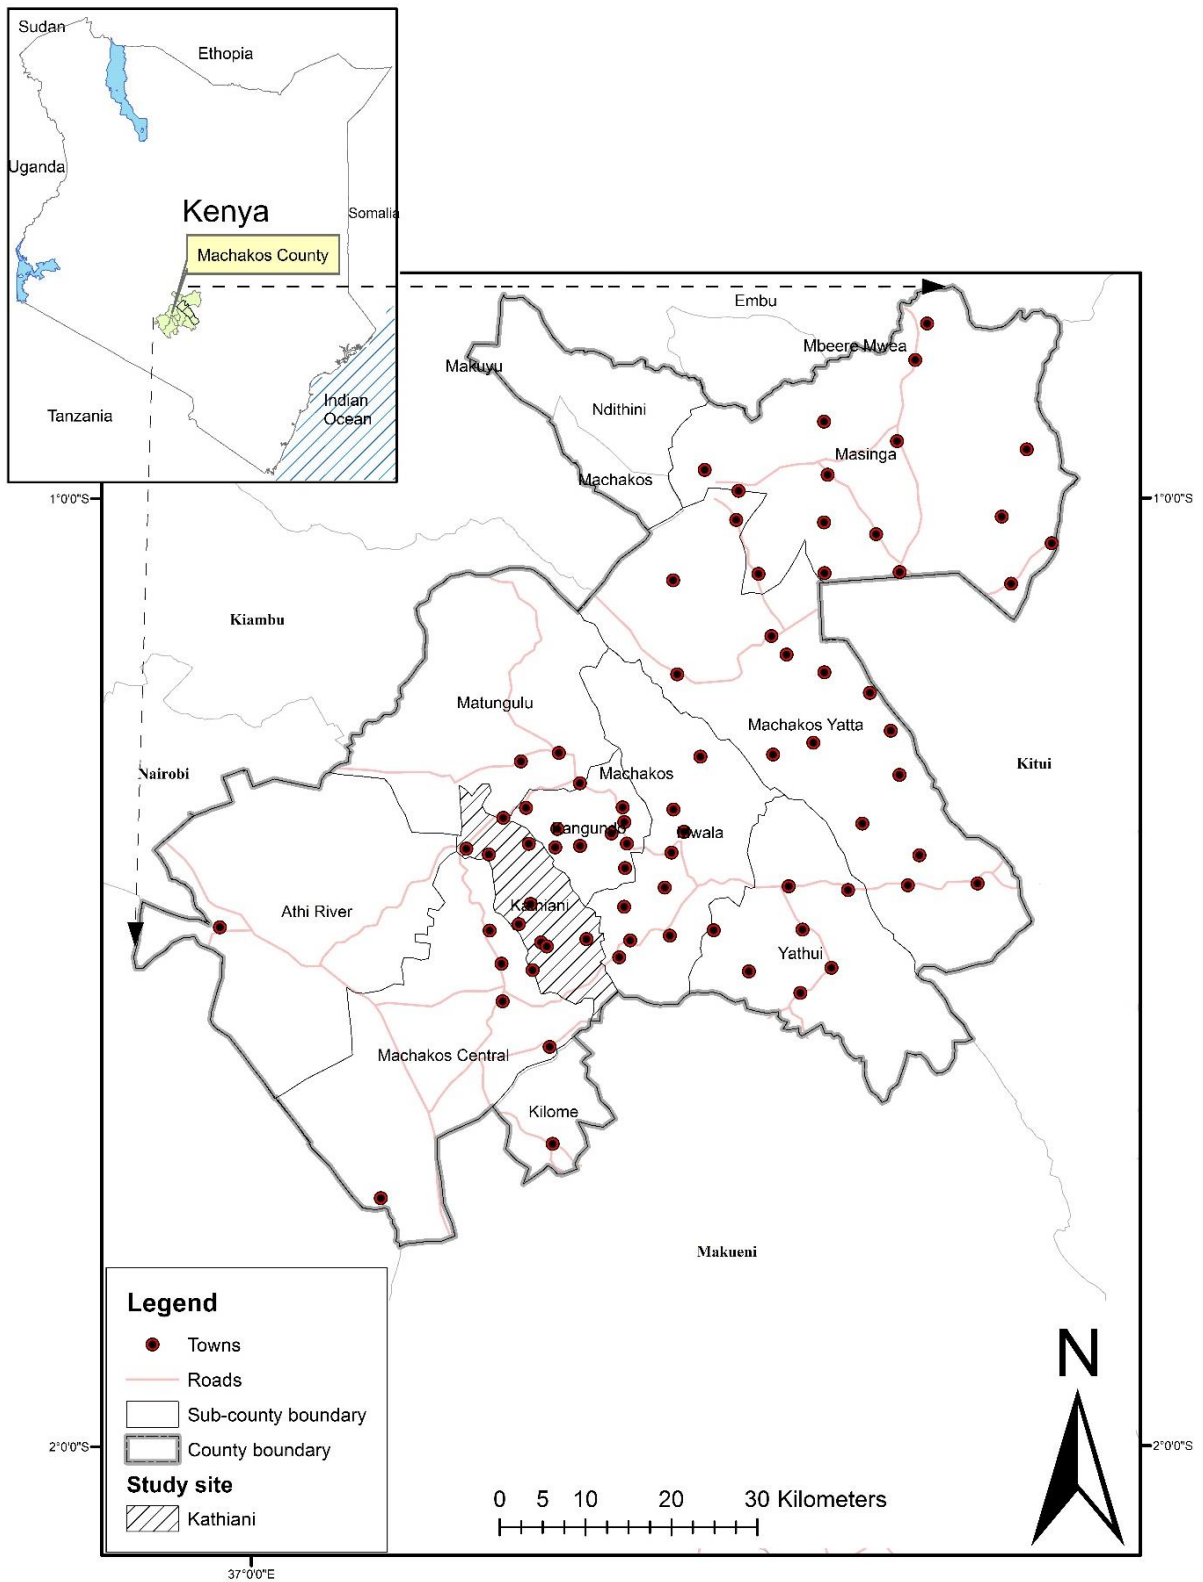 Sudan
Ethopia
Uganda
Kenya
Somalia
Machakos County
Tanzania
Indian
Ocean
Embu
Mbeere Mwea
Makuyu
Ndithini
Masinga
Machakos
1°0'0"S
1°0'0"S
Kiambu
Matungulu
Machakos Yatta
Nairobi
Machakos
Kitui
Kangundo
Mwala
Athi River
Kathiani
Yathui
Machakos Central
Kilome
Makueni
Legend
Towns
Roads
Sub-county boundary
County boundary
Study site
Kathiani
2°0'0"S
2°0'0"S
N
0 5 10 20 30 Kilometers
37°0'0"E